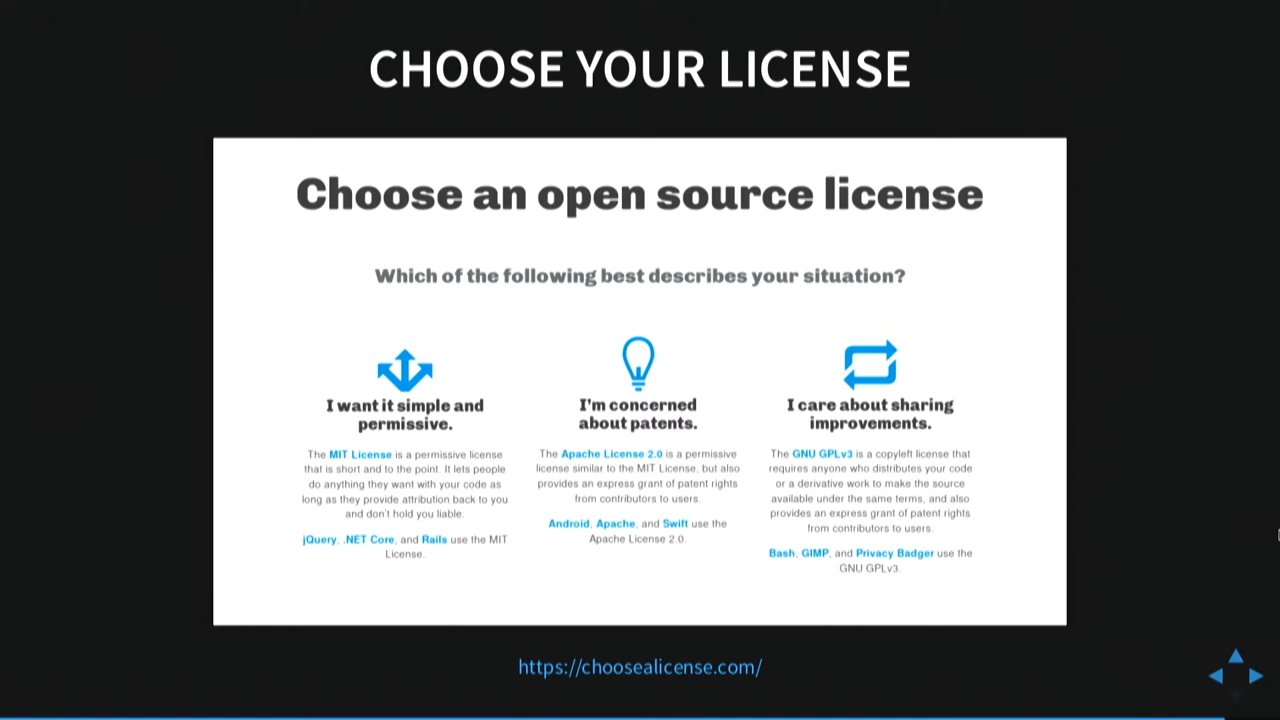 CHOOSE YOUR LICENSE
Choose an open source license
Which of the following best describes your situation?
I want it simple and
permissive.
The MIT License is a permissive license
that is short and to the point. It lets people
do anything they want with your code as
long as they provide attribution back to you
and don't hold you liable.
jQuery, .NET Core, and Rails use the MIT
License.
I'm concerned
about patents.
The Apache License 2.0 is a permissive
license similar to the MIT License, but also
provides an express grant of patent rights
from contributors to users.
Android, Apache, and Swift use the
Apache License 2.0.
I care about sharing
improvements.
The GNU GPLv3 is a copyleft license that
requires anyone who distributes your code
or a derivative work to make the source
available under the same terms, and also
provides an express grant of patent rights
from contributors to users.
Bash, GIMP, and Privacy Badger use the
GNU GPLv3.
https://choosealicense.com/